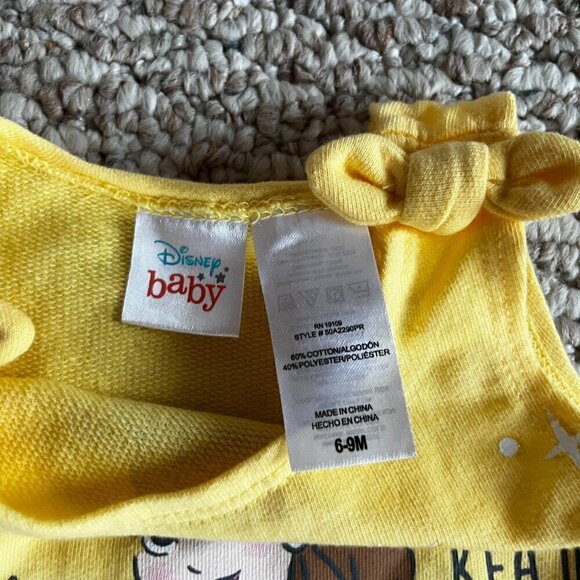 Disney
baby
RN 19109
STYLE # 50A2290PR
60% COTTON/ALGODÓN
40% POLYESTER/POLIÉSTER
MADE IN CHINA
HECHO EN CHINA
6-9M